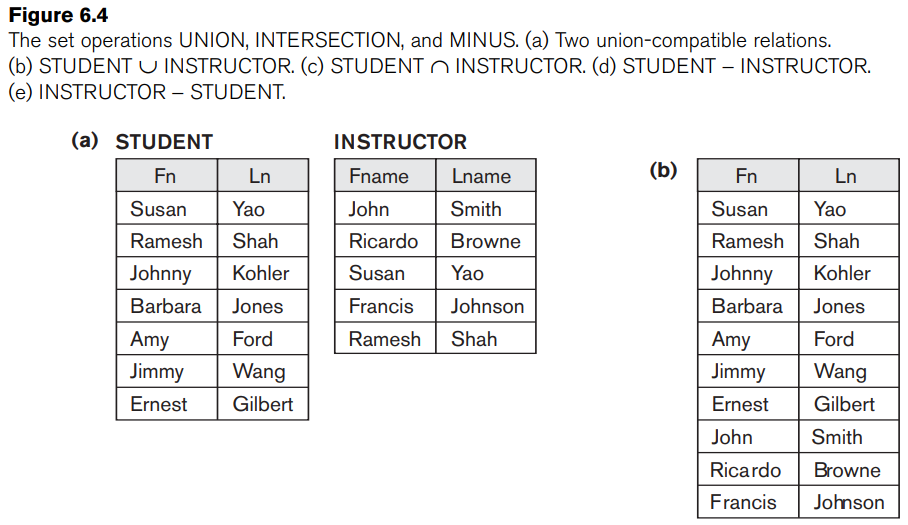 Figure 6.4
The set operations UNION, INTERSECTION, and MINUS. (a) Two union-compatible relations.
(b) STUDENT ∪ INSTRUCTOR. (c) STUDENT ∩ INSTRUCTOR. (d) STUDENT – INSTRUCTOR.
(e) INSTRUCTOR – STUDENT.
(a) STUDENT
Fn Ln
Susan Yao
Ramesh Shah
Johnny Kohler
Barbara Jones
Amy Ford
Jimmy Wang
Ernest Gilbert
INSTRUCTOR
Fname Lname
John Smith
Ricardo Browne
Susan Yao
Francis Johnson
Ramesh Shah
(b)
Fn Ln
Susan Yao
Ramesh Shah
Johnny Kohler
Barbara Jones
Amy Ford
Jimmy Wang
Ernest Gilbert
John Smith
Ricardo Browne
Francis Johnson